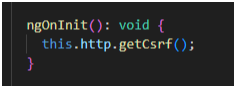 ngOnInit(): void {
  this.http.getCsrf();
}